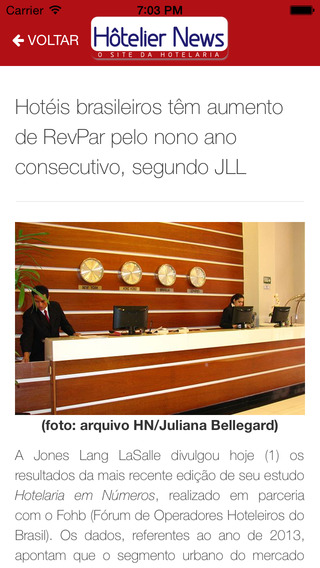 Carrier 7:03 PM
VOLTAR
Hôtelier News
O SITE DA HOTELARIA
Hotéis brasileiros têm aumento
de RevPar pelo nono ano
consecutivo, segundo JLL
(foto: arquivo HN/Juliana Bellegard)
A Jones Lang LaSalle divulgou hoje (1) os
resultados da mais recente edição de seu estudo
Hotelaria em Números, realizado em parceria
com o Fohb (Fórum de Operadores Hoteleiros do
Brasil). Os dados, referentes ao ano de 2013,
apontam que o segmento urbano do mercado